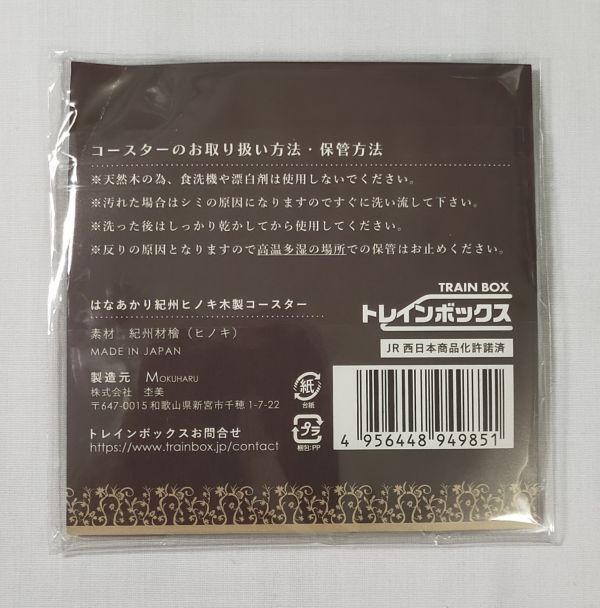 コースターのお取り扱い方法・保管方法
※天然木の為、食洗機や漂白剤は使用しないでください。
※汚れた場合はシミの原因になりますのですぐに洗い流して下さい。
※洗った後はしっかり乾かしてから使用してください。
※反りの原因となりますので高温多湿の場所での保管はお止めください。
はなあかり紀州ヒノキ木製コースター
素材 紀州材檜（ヒノキ）
MADE IN JAPAN
製造元 MOKUHARU
株式会社 杢美
〒647-0015 和歌山県新宮市千穂 1-7-22
トレインボックスお問合せ
https://www.trainbox.jp/contact
TRAIN BOX
トレインボックス
JR 西日本商品化許諾済
紙
台紙
プラ
梱包:PP
4 956448 949851